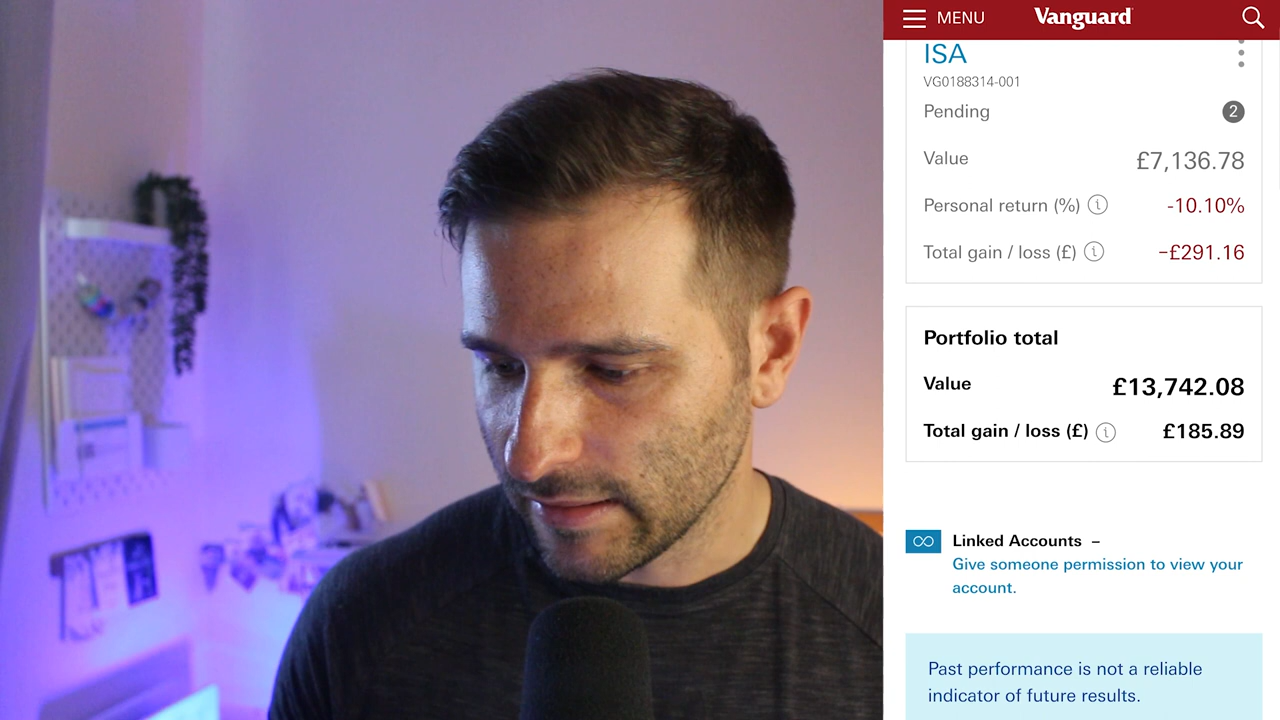 MENU
Vanguard
ISA
VG0188314-001
Pending
2
Value
£7,136.78
Personal return (%)
-10.10%
Total gain / loss (£)
−£291.16
Portfolio total
Value
£13,742.08
Total gain / loss (£)
£185.89
Linked Accounts –
Give someone permission to view your
account.
Past performance is not a reliable
indicator of future results.